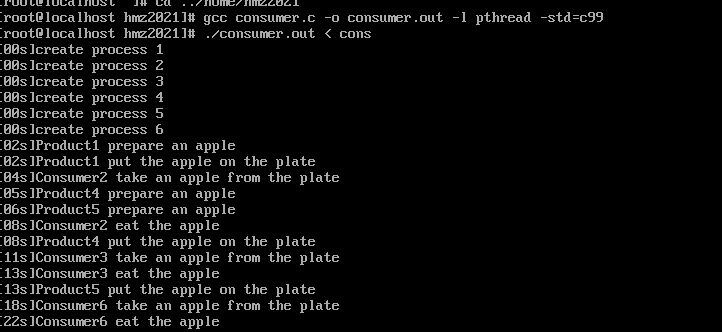 [root@localhost ~]# cd ../home/hmz2021
[root@localhost hmz2021]# gcc consumer.c -o consumer.out -l pthread -std=c99
[root@localhost hmz2021]# ./consumer.out < cons
[00s]create process 1
[00s]create process 2
[00s]create process 3
[00s]create process 4
[00s]create process 5
[00s]create process 6
[02s]Product1 prepare an apple
[02s]Product1 put the apple on the plate
[04s]Consumer2 take an apple from the plate
[05s]Product4 prepare an apple
[06s]Product5 prepare an apple
[08s]Consumer2 eat the apple
[08s]Product4 put the apple on the plate
[11s]Consumer3 take an apple from the plate
[13s]Consumer3 eat the apple
[13s]Product5 put the apple on the plate
[18s]Consumer6 take an apple from the plate
[22s]Consumer6 eat the apple